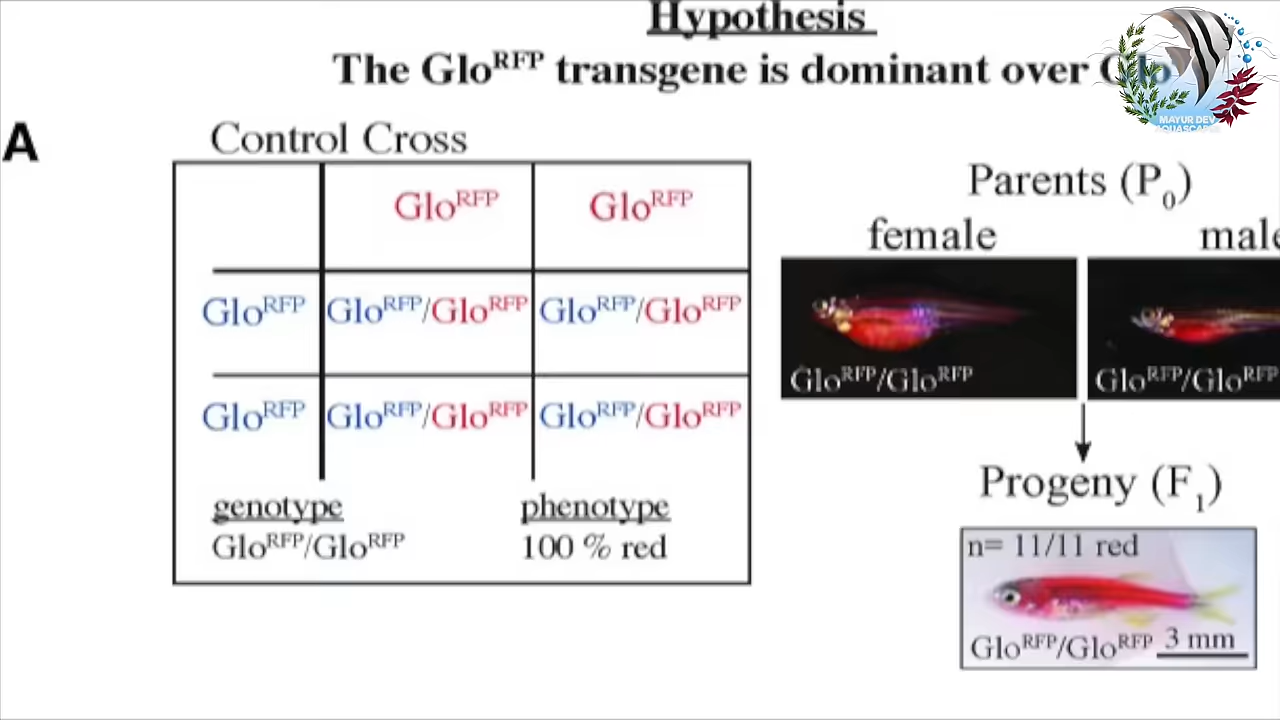 Hypothesis
The Glo^RFP transgene is dominant over Glo
MAYUR DEV
AQUASCAPES
A
Control Cross
Glo^RFP Glo^RFP
Glo^RFP Glo^RFP/Glo^RFP Glo^RFP/Glo^RFP
Glo^RFP Glo^RFP/Glo^RFP Glo^RFP/Glo^RFP
genotype phenotype
Glo^RFP/Glo^RFP 100 % red
Parents (P₀)
female male
Glo^RFP/Glo^RFP Glo^RFP/Glo^RFP
Progeny (F₁)
n= 11/11 red
Glo^RFP/Glo^RFP 3 mm